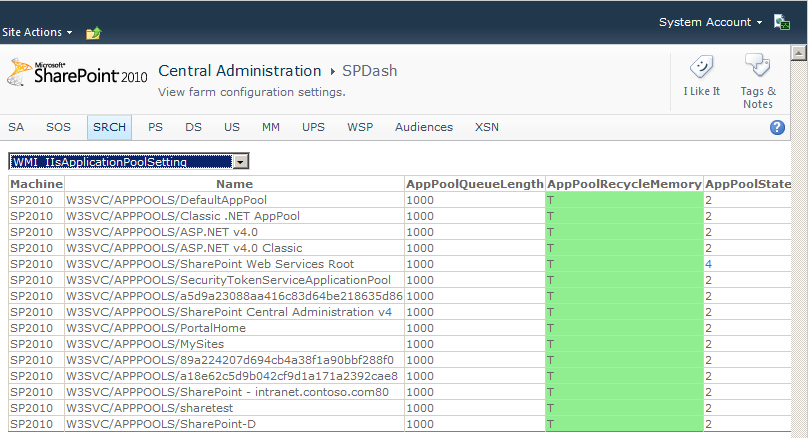 System Account
Site Actions
Microsoft®
SharePoint 2010
Central Administration ▸ SPDash
View farm configuration settings.
I Like It
Tags & Notes
SA SOS SRCH PS DS US MM UPS WSP Audiences XSN
WMI_IIsApplicationPoolSetting
Machine Name AppPoolQueueLength AppPoolRecycleMemory AppPoolState
SP2010 W3SVC/APPPOOLS/DefaultAppPool 1000 T 2
SP2010 W3SVC/APPPOOLS/Classic .NET AppPool 1000 T 2
SP2010 W3SVC/APPPOOLS/ASP.NET v4.0 1000 T 2
SP2010 W3SVC/APPPOOLS/ASP.NET v4.0 Classic 1000 T 2
SP2010 W3SVC/APPPOOLS/SharePoint Web Services Root 1000 T 4
SP2010 W3SVC/APPPOOLS/SecurityTokenServiceApplicationPool 1000 T 2
SP2010 W3SVC/APPPOOLS/a5d9a23088aa416c83d64be218635d86 1000 T 2
SP2010 W3SVC/APPPOOLS/SharePoint Central Administration v4 1000 T 2
SP2010 W3SVC/APPPOOLS/PortalHome 1000 T 2
SP2010 W3SVC/APPPOOLS/MySites 1000 T 2
SP2010 W3SVC/APPPOOLS/89a224207d694cb4a38f1a90bbf288f0 1000 T 2
SP2010 W3SVC/APPPOOLS/a18e62c5d9b042cf9d1a171a2392cae8 1000 T 2
SP2010 W3SVC/APPPOOLS/SharePoint - intranet.contoso.com80 1000 T 2
SP2010 W3SVC/APPPOOLS/sharetest 1000 T 2
SP2010 W3SVC/APPPOOLS/SharePoint-D 1000 T 2